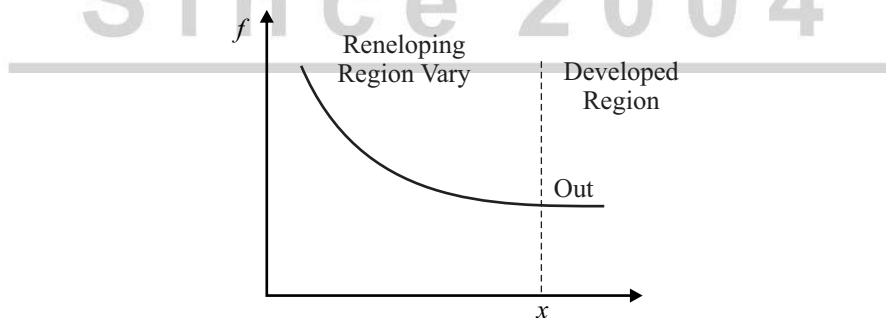 Since 2004
f
Reneloping
Region Vary
Developed
Region
Out
x